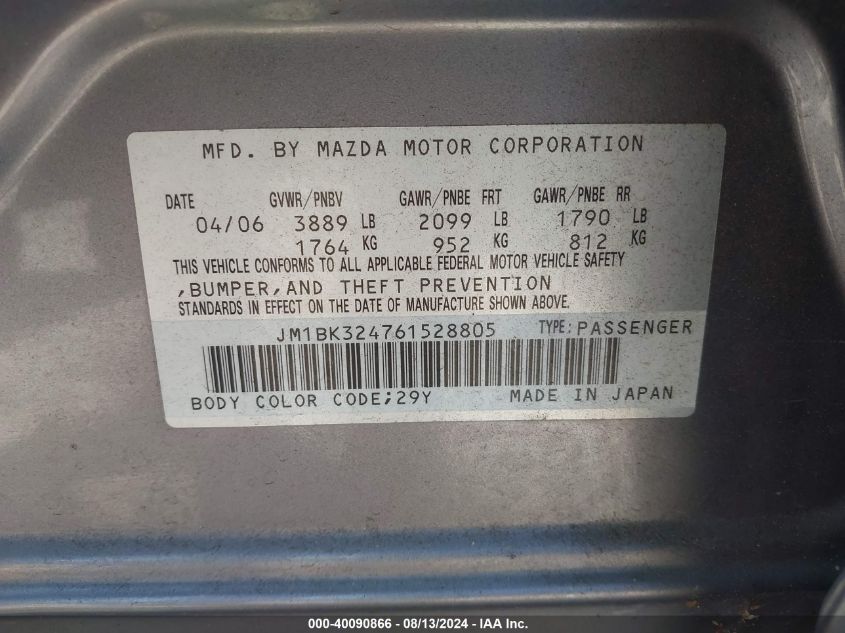 MFD. BY MAZDA MOTOR CORPORATION
DATE GVWR/PNBV GAWR/PNBE FRT GAWR/PNBE RR
04/06 3889 LB 2099 LB 1790 LB
1764 KG 952 KG 812 KG
THIS VEHICLE CONFORMS TO ALL APPLICABLE FEDERAL MOTOR VEHICLE SAFETY
,BUMPER,AND THEFT PREVENTION
STANDARDS IN EFFECT ON THE DATE OF MANUFACTURE SHOWN ABOVE.
JM1BK324761528805 TYPE:PASSENGER
BODY COLOR CODE;29Y MADE IN JAPAN
000-40090866 - 08/13/2024 - IAA Inc.